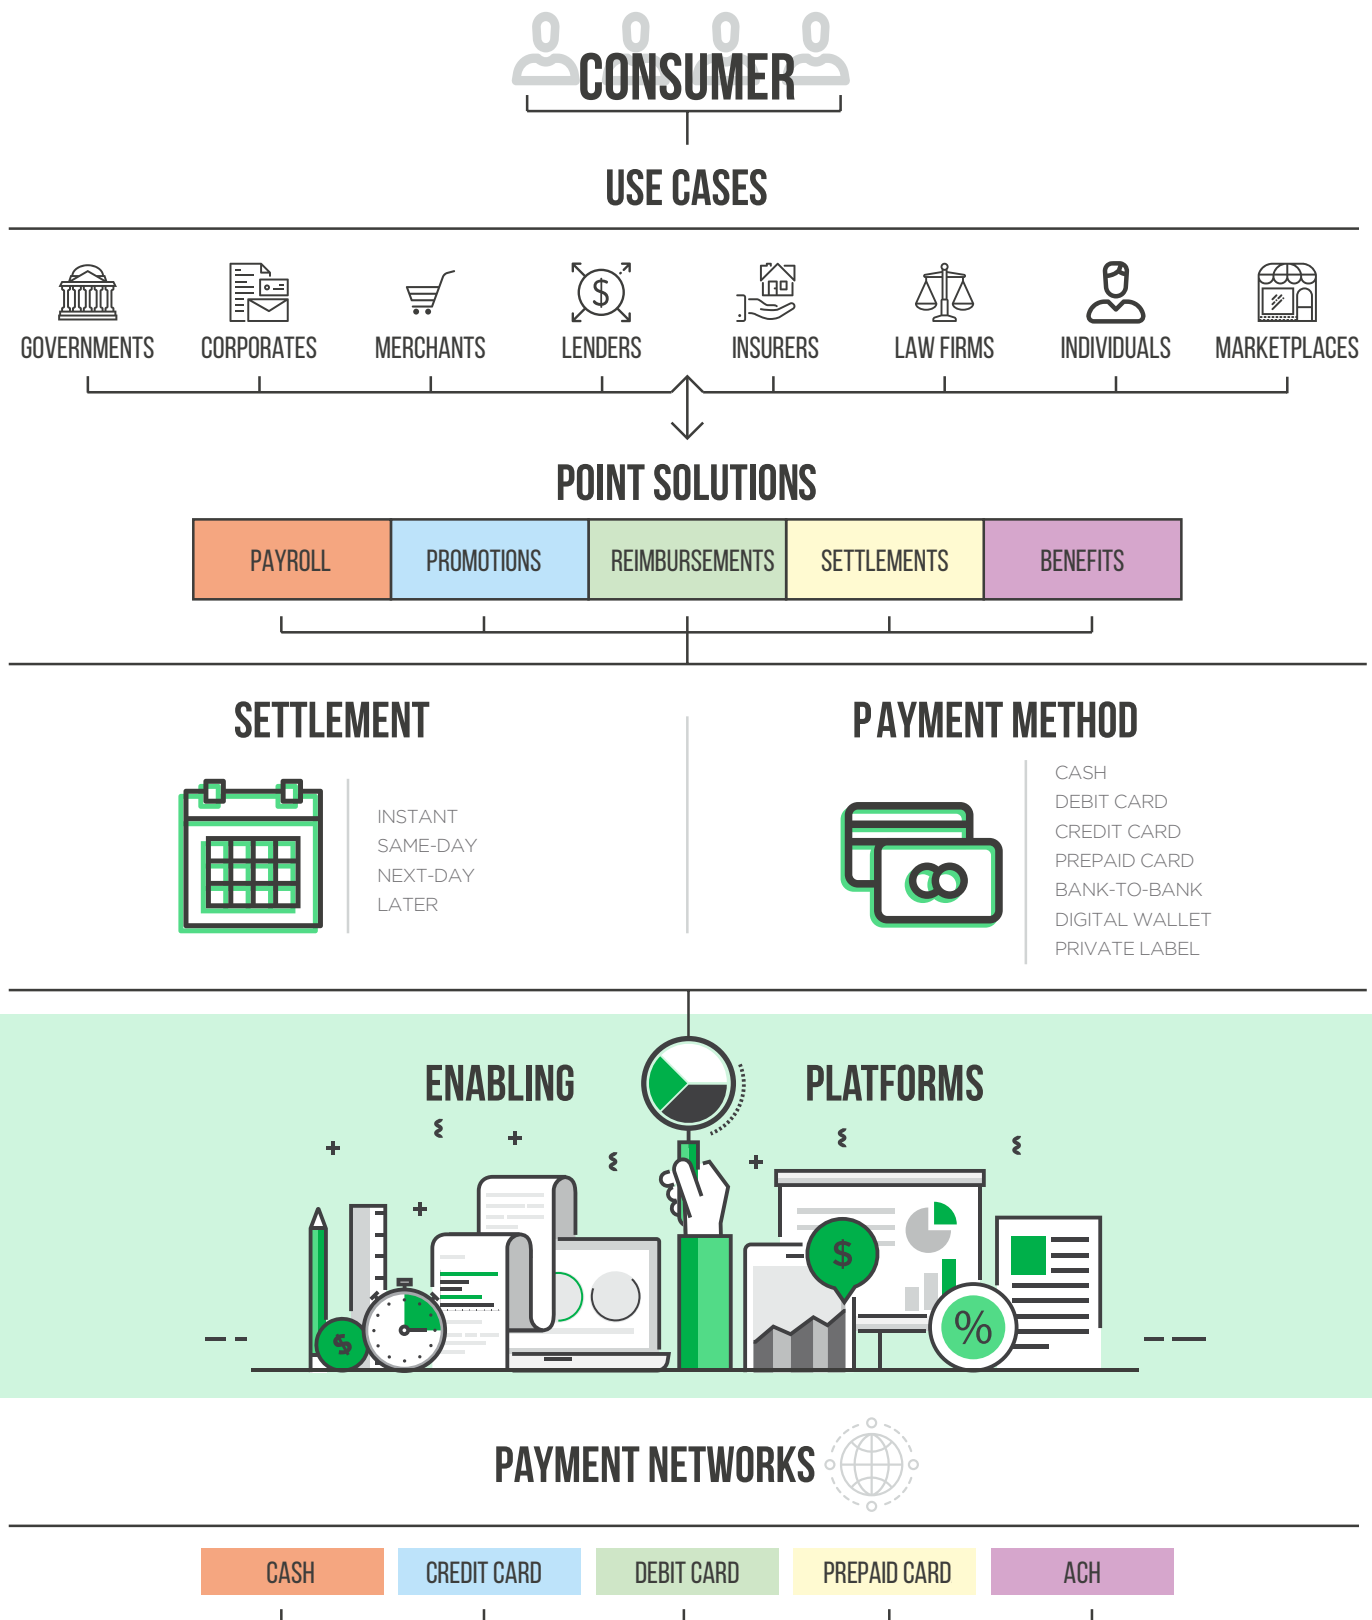 CONSUMER
USE CASES
GOVERNMENTS
CORPORATES
MERCHANTS
LENDERS
INSURERS
LAW FIRMS
INDIVIDUALS
MARKETPLACES
POINT SOLUTIONS
PAYROLL
PROMOTIONS
REIMBURSEMENTS
SETTLEMENTS
BENEFITS
SETTLEMENT
INSTANT
SAME-DAY
NEXT-DAY
LATER
PAYMENT METHOD
CASH
DEBIT CARD
CREDIT CARD
PREPAID CARD
BANK-TO-BANK
DIGITAL WALLET
PRIVATE LABEL
ENABLING PLATFORMS
$
$
%
PAYMENT NETWORKS
CASH
CREDIT CARD
DEBIT CARD
PREPAID CARD
ACH